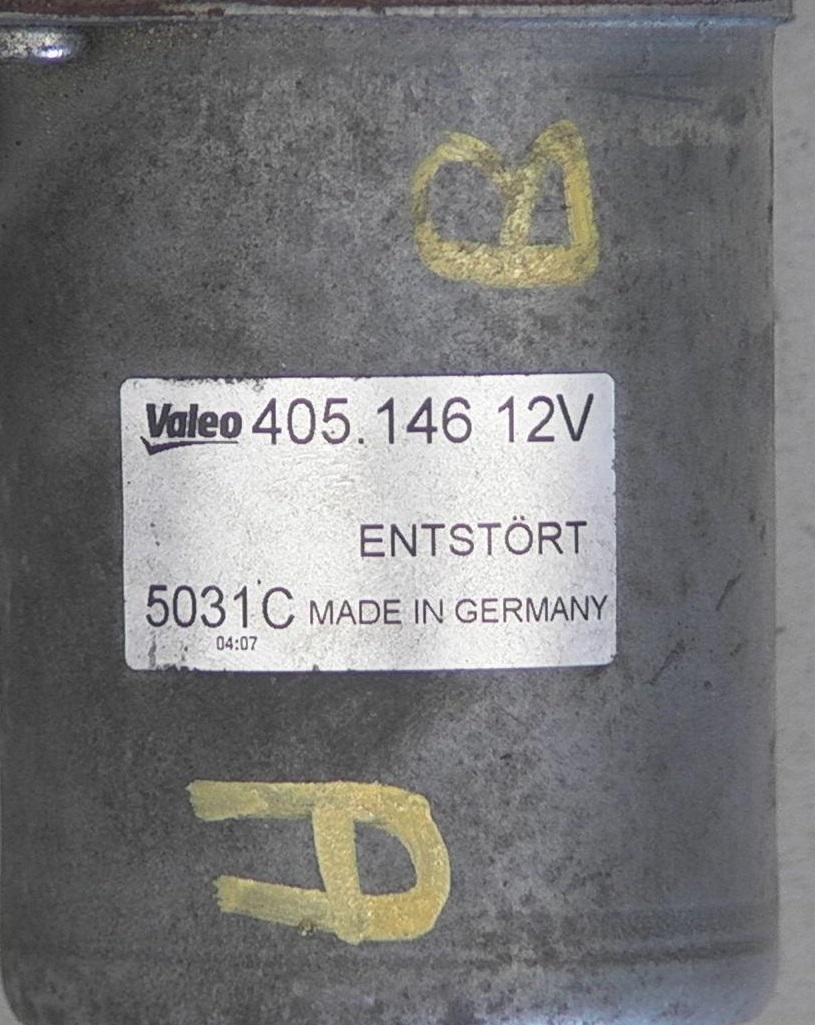 B
Valeo 405.146 12V
ENTSTÖRT
5031C MADE IN GERMANY
04:07
A